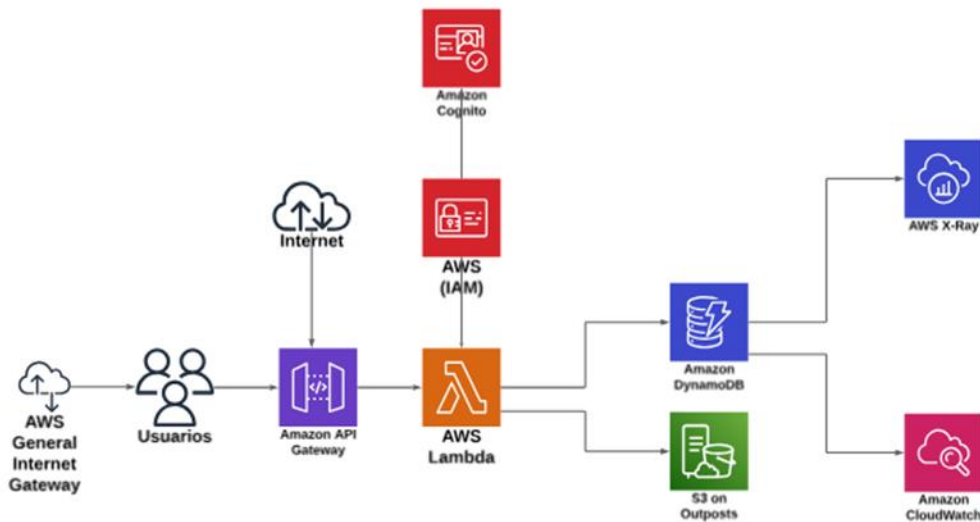 Amazon
Cognito
Internet
AWS
(IAM)
AWS X-Ray
AWS
General
Internet
Gateway
Usuarios
Amazon API
Gateway
AWS
Lambda
Amazon
DynamoDB
S3 on
Outposts
Amazon
CloudWatch